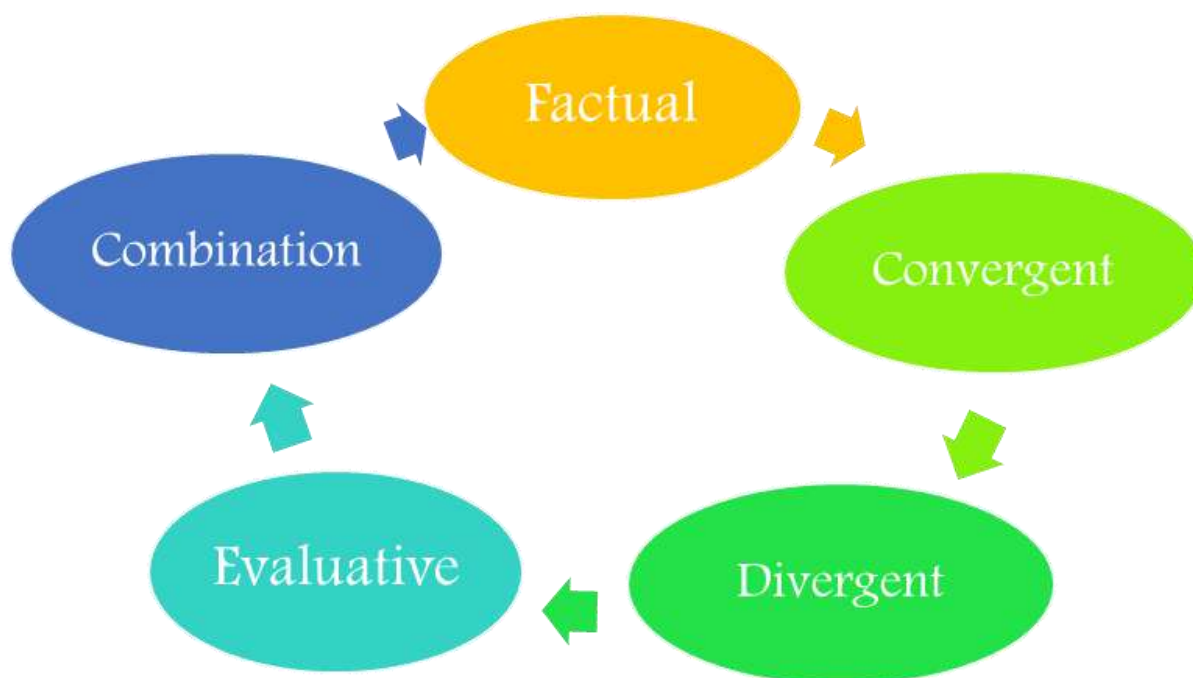 Factual
Convergent
Divergent
Evaluative
Combination